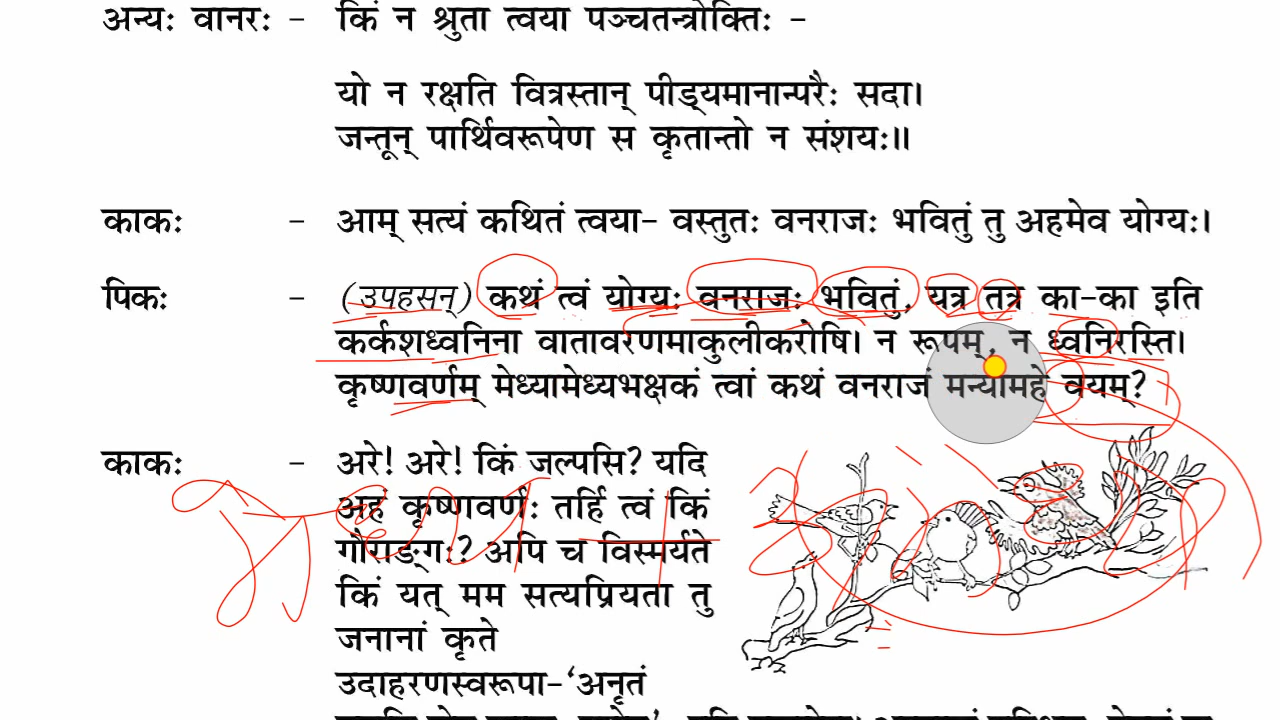 अन्यः वानरः – किं न श्रुता त्वया पञ्चतन्त्रोक्तिः –
यो न रक्षति वित्रस्तान् पीड्यमानान्परैः सदा।
जन्तून् पार्थिवरूपेण स कृतान्तो न संशयः॥
काकः – आम् सत्यं कथितं त्वया– वस्तुतः वनराजः भवितुं तु अहमेव योग्यः।
पिकः – (उपहसन्) कथं त्वं योग्यः वनराजः भवितुं, यत्र तत्र का-का इति
कर्कशध्वनिना वातावरणमाकुलीकरोषि। न रूपम्, न ध्वनिरस्ति।
कृष्णवर्णम् मेध्यामेध्यभक्षकं त्वां कथं वनराजं मन्यामहे वयम्?
काकः – अरे! अरे! किं जल्पसि? यदि
अहं कृष्णवर्णः तर्हि त्वं किं
गौराङ्गः? अपि च विस्मर्यते
किं यत् मम सत्यप्रियता तु
जनानां कृते
उदाहरणस्वरूपा–‘अनृतं